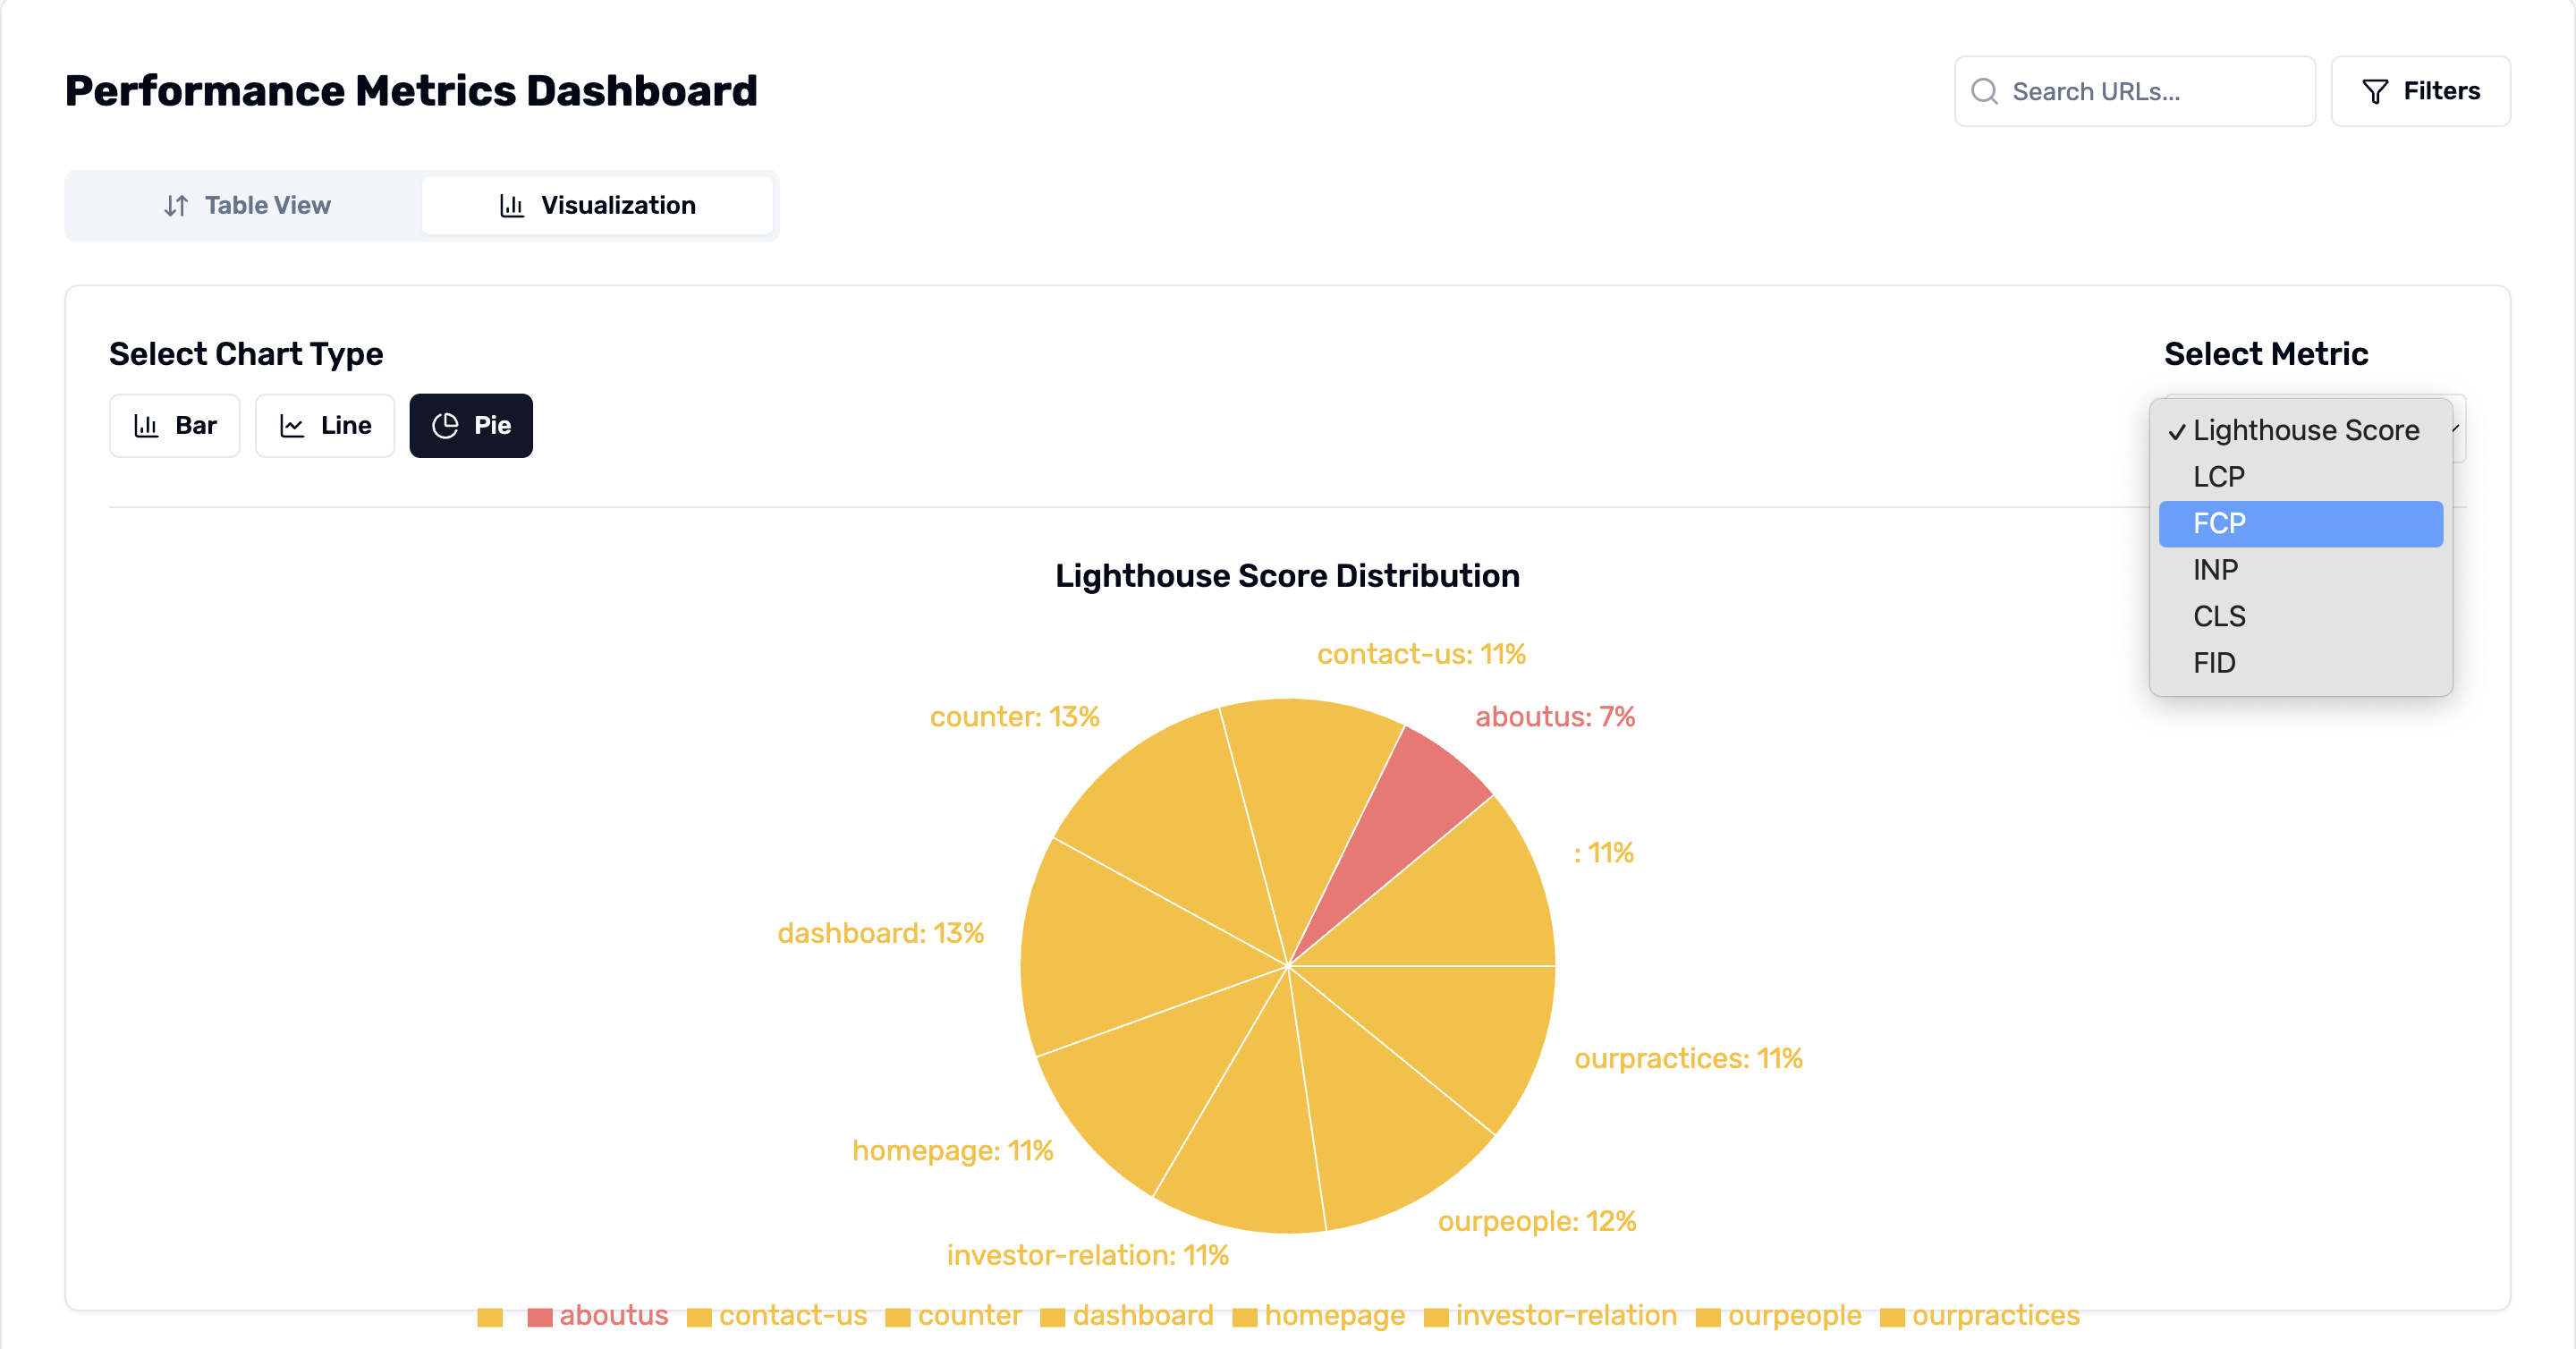 Performance Metrics Dashboard
Search URLs...
Filters
Table View
Visualization
Select Chart Type
Select Metric
Bar
Line
Pie
✓ Lighthouse Score
LCP
FCP
INP
CLS
FID
Lighthouse Score Distribution
contact-us: 11%
counter: 13%
aboutus: 7%
: 11%
dashboard: 13%
ourpractices: 11%
homepage: 11%
ourpeople: 12%
investor-relation: 11%
aboutus contact-us counter dashboard homepage investor-relation ourpeople ourpractices